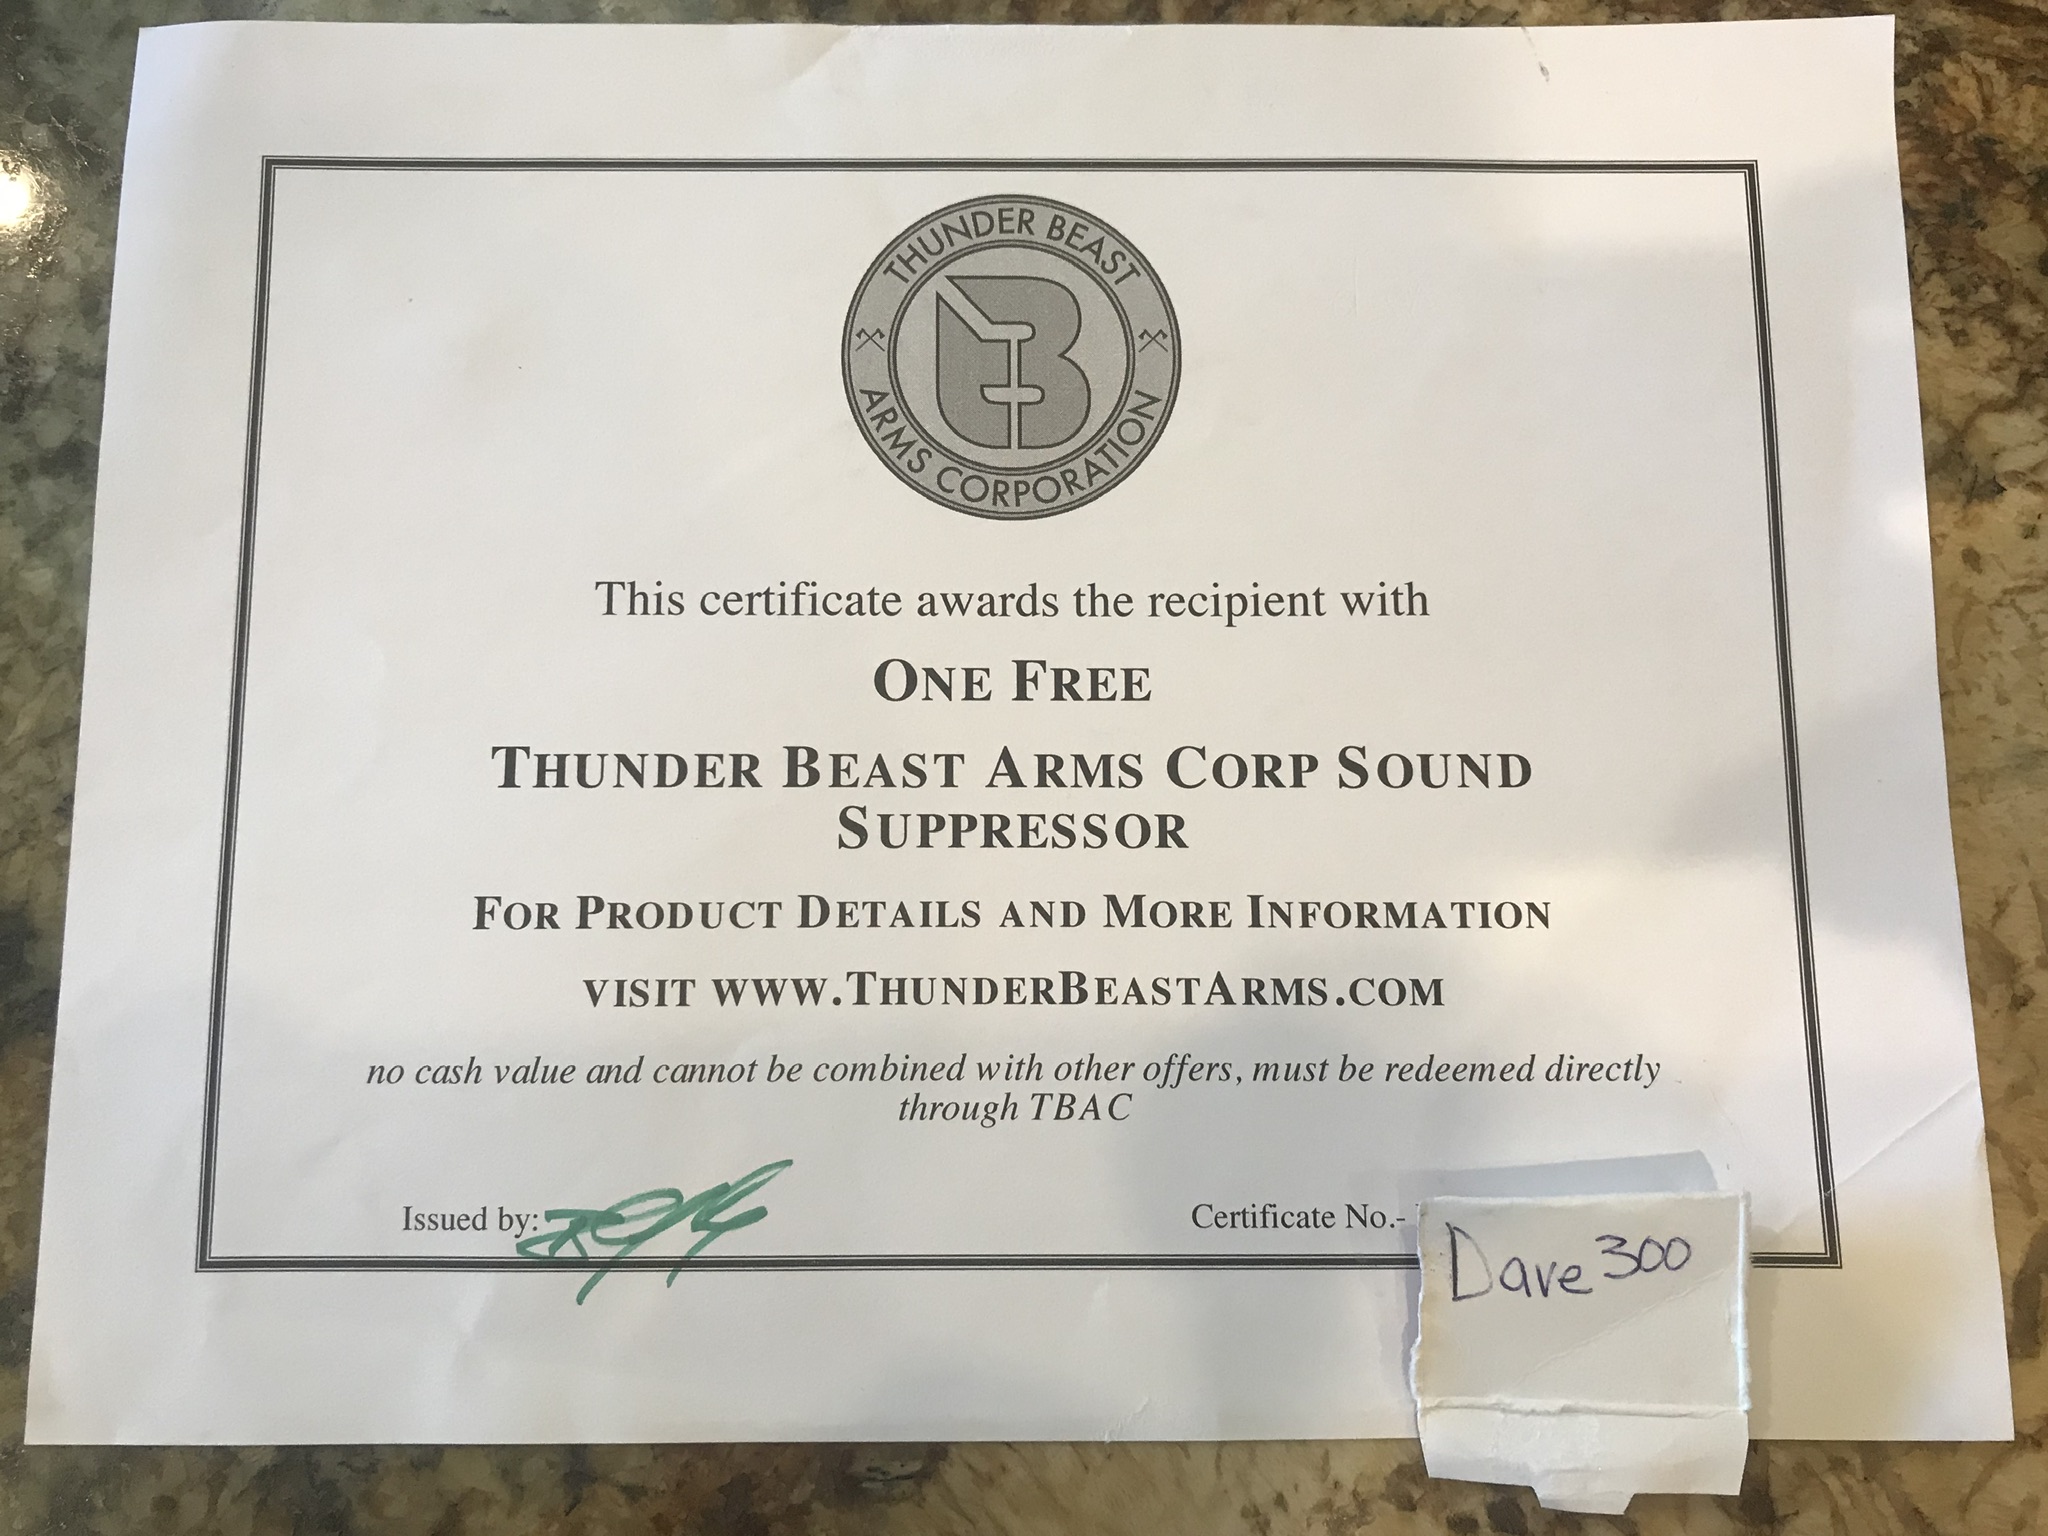 THUNDER BEAST
ARMS CORPORATION
This certificate awards the recipient with
ONE FREE
THUNDER BEAST ARMS CORP SOUND
SUPPRESSOR
FOR PRODUCT DETAILS AND MORE INFORMATION
VISIT WWW.THUNDERBEASTARMS.COM
no cash value and cannot be combined with other offers, must be redeemed directly
through TBAC
Issued by:
Certificate No.-
Dave300